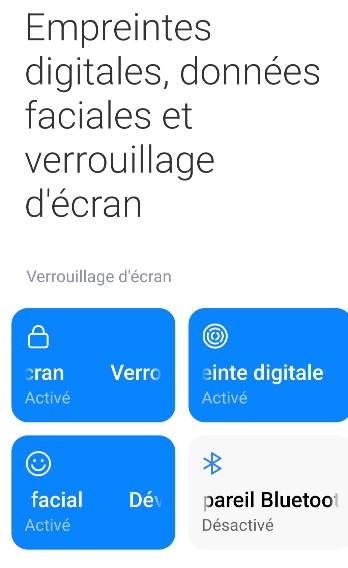 Empreintes
digitales, données
faciales et
verrouillage
d'écran
Verrouillage d'écran
cran Verro
einte digitale
Activé
Activé
facial Dév
pareil Bluetoot
Activé
Désactivé